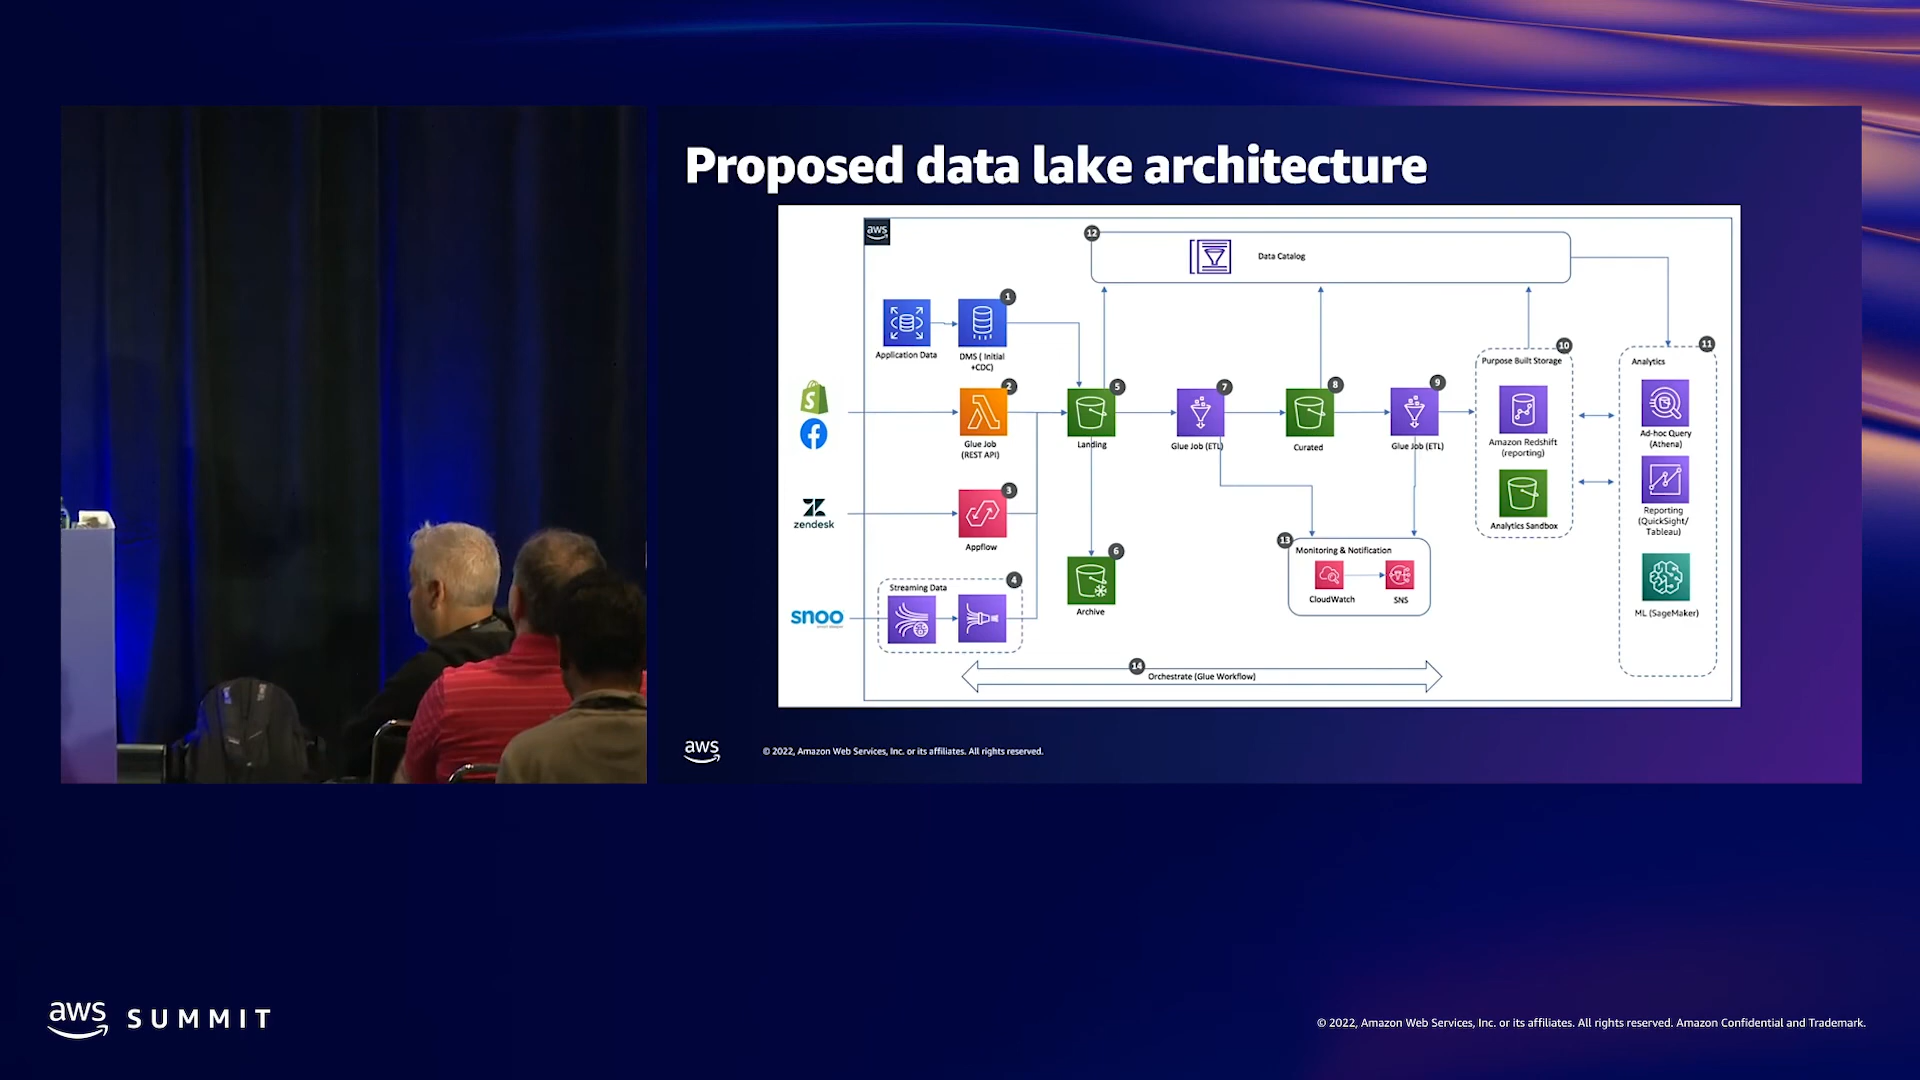 Proposed data lake architecture
aws
12
Data Catalog
1
Application Data
DMS ( Initial
+CDC)
10
Purpose Built Storage
11
Analytics
2
Glue Job
(REST API)
5
Landing
7
Glue Job (ETL)
8
Curated
9
Glue Job (ETL)
Amazon Redshift
(reporting)
Ad-hoc Query
(Athena)
S
f
3
zendesk
Appflow
Analytics Sandbox
Reporting
(QuickSight/
Tableau)
13
Monitoring & Notification
CloudWatch
SNS
6
Archive
4
Streaming Data
snoo
ML (SageMaker)
14
Orchestrate (Glue Workflow)
aws
© 2022, Amazon Web Services, Inc. or its affiliates. All rights reserved.
aws SUMMIT
© 2022, Amazon Web Services, Inc. or its affiliates. All rights reserved. Amazon Confidential and Trademark.